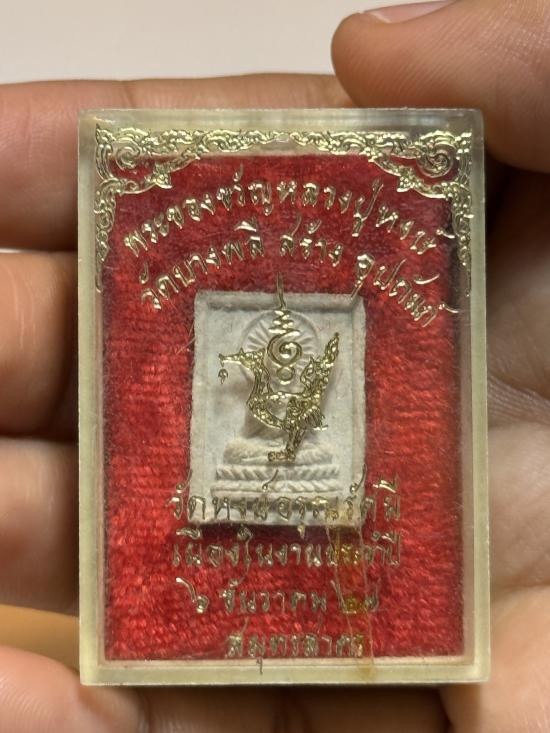 พระของขวัญหลวงปู่หงษ์
วัดบางพลี สร้าง อุปถัมภ์
วัดหงษ์อรุณรัศมี
เนื่องในงานประจำปี
๖ ธันวาคม ๒๗
สมุทรสาคร